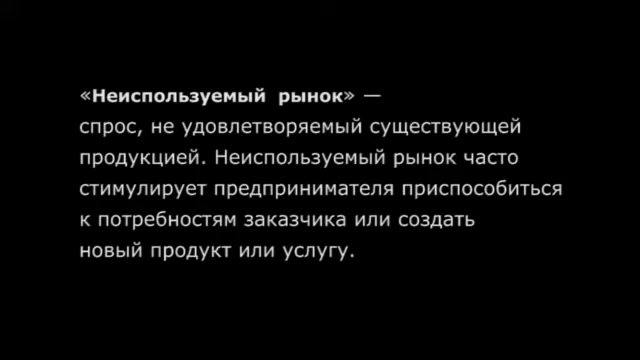 «Неиспользуемый рынок» —
спрос, не удовлетворяемый существующей
продукцией. Неиспользуемый рынок часто
стимулирует предпринимателя приспособиться
к потребностям заказчика или создать
новый продукт или услугу.